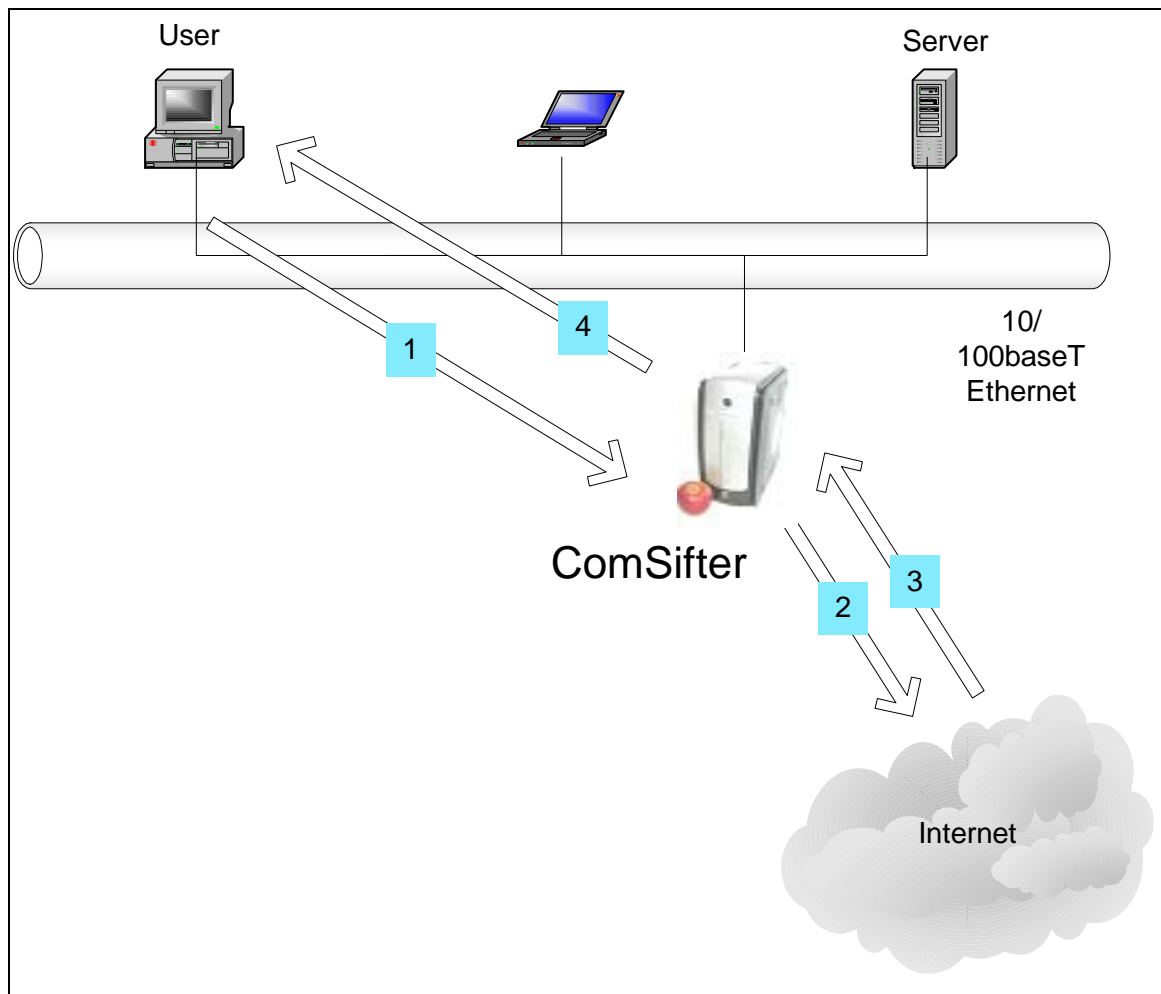 User
Server
4
1
10/
100baseT
Ethernet
ComSifter
3
2
Internet